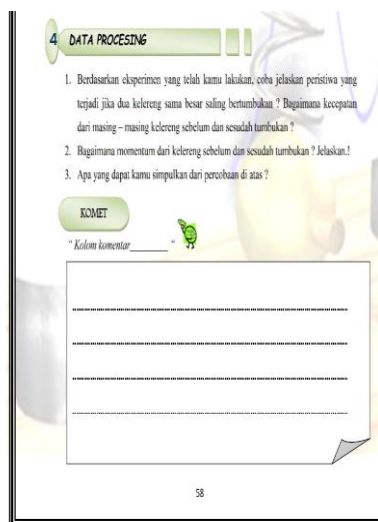 4 DATA PROCESING
1. Berdasarkan eksperimen yang telah kamu lakukan, coba jelaskan peristiwa yang
terjadi jika dua kelereng sama besar saling bertumbukan ? Bagaimana kecepatan
dari masing – masing kelereng sebelum dan sesudah tumbukan ?
2. Bagaimana momentum dari kelereng sebelum dan sesudah tumbukan ? Jelaskan.!
3. Apa yang dapat kamu simpulkan dari percobaan di atas ?
KOMET
“ Kolom komentar________ “
58